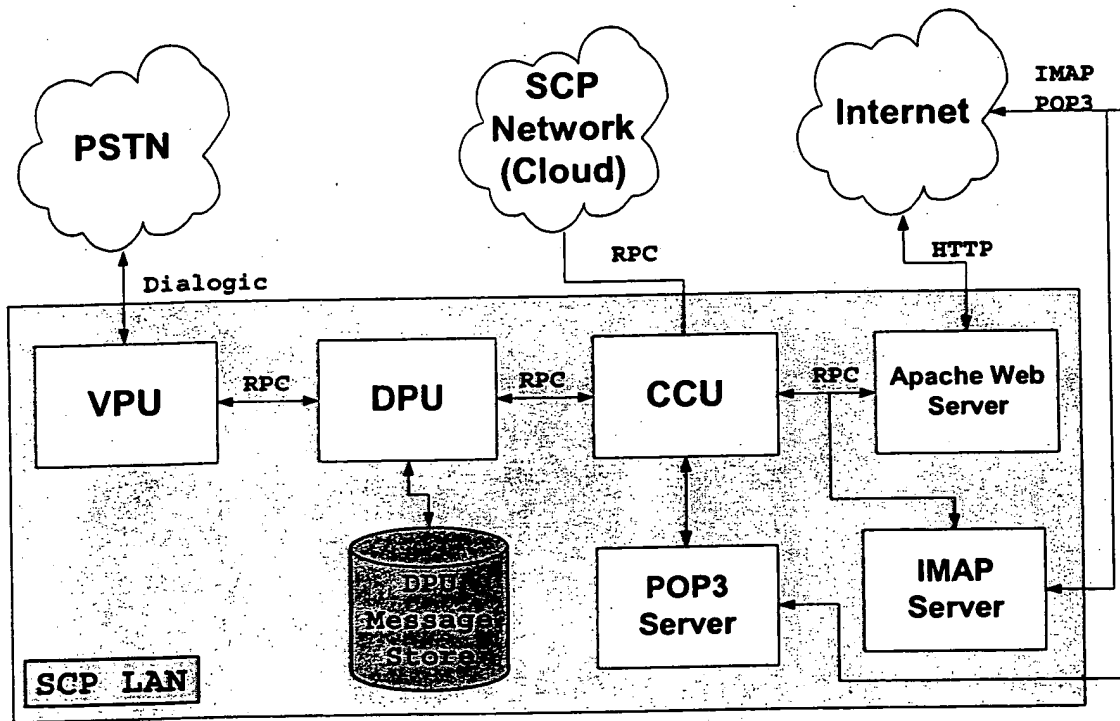 PSTN
SCP
Network
(Cloud)
Internet
IMAP
POP3
Dialogic
RPC
HTTP
VPU
RPC
DPU
RPC
CCU
RPC
Apache Web
Server
DPU
Message
Store
POP3
Server
IMAP
Server
SCP LAN